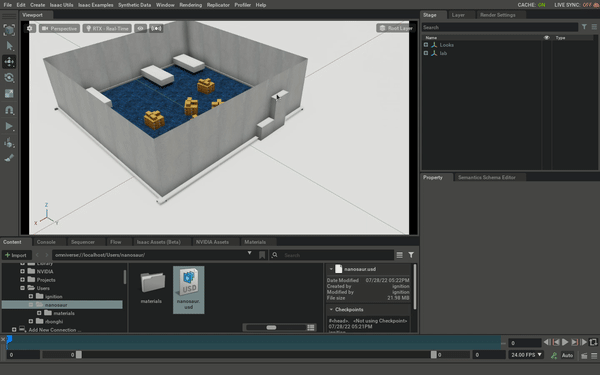 File Edit Create Isaac Utils Isaac Examples Synthetic Data Window Rendering Replicator Profiler Help CACHE: ON LIVE SYNC: OFF
Viewport
Perspective RTX - Real-Time Root Layer
Stage Layer Render Settings
Search
Name Type
Looks
lab
Property Semantics Schema Editor
Content Console Sequencer Flow Isaac Assets (Beta) NVIDIA Assets Materials
Import omniverse://localhost/Users/nanosaur/ Search
Library
NVIDIA
Projects
Users
ignition
nanosaur
materials
rbonghi
Add New Connection ...
materials
USD
nanosaur.
usd
nanosaur.usd
Date Modified 07/28/22 05:22PM
Created by ignition
Modified by ignition
File size 21.98 MB
Checkpoints
<head>. <Not using Checkpoint>
07/28/22 05:21PM
0 0
0 0 0 0 24.00 FPS Auto
X Y Z